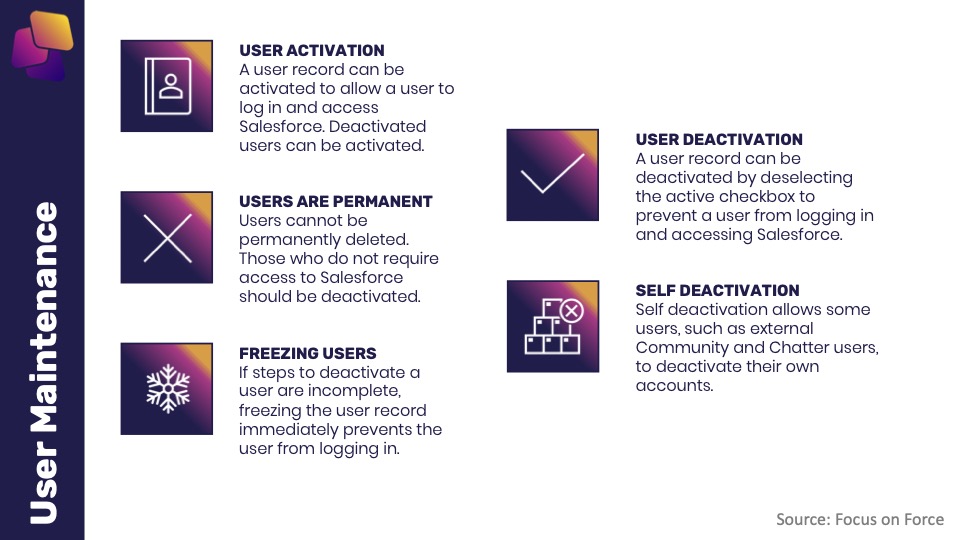 User Maintenance
USER ACTIVATION
A user record can be
activated to allow a user to
log in and access
Salesforce. Deactivated
users can be activated.
USERS ARE PERMANENT
Users cannot be
permanently deleted.
Those who do not require
access to Salesforce
should be deactivated.
FREEZING USERS
If steps to deactivate a
user are incomplete,
freezing the user record
immediately prevents the
user from logging in.
USER DEACTIVATION
A user record can be
deactivated by deselecting
the active checkbox to
prevent a user from logging in
and accessing Salesforce.
SELF DEACTIVATION
Self deactivation allows some
users, such as external
Community and Chatter users,
to deactivate their own
accounts.
Source: Focus on Force